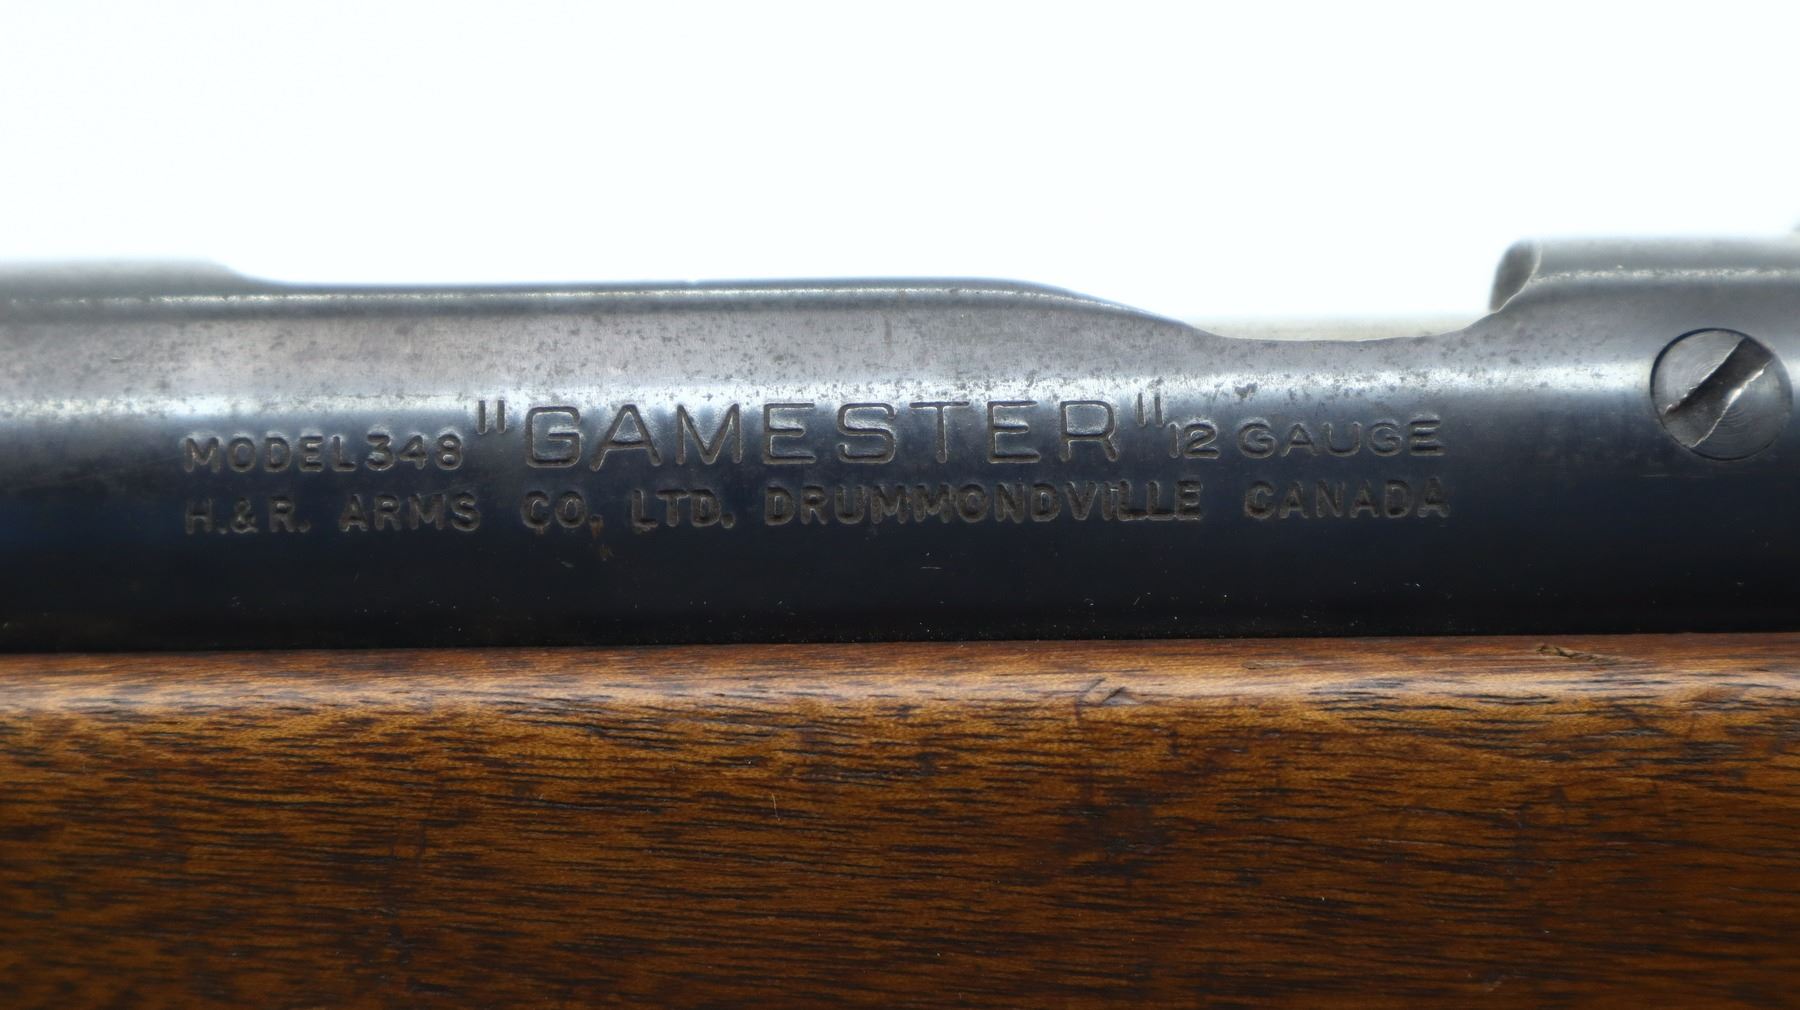 MODEL 348 "GAMESTER" 12 GAUGE
H.&R. ARMS CO. LTD. DRUMMONDVILLE CANADA